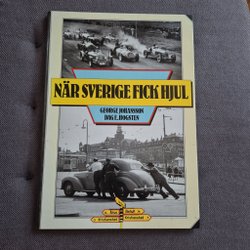 NÄR SVERIGE FICK HJUL
GEORGE JOHANSSON
DAG E. HOGSTEN